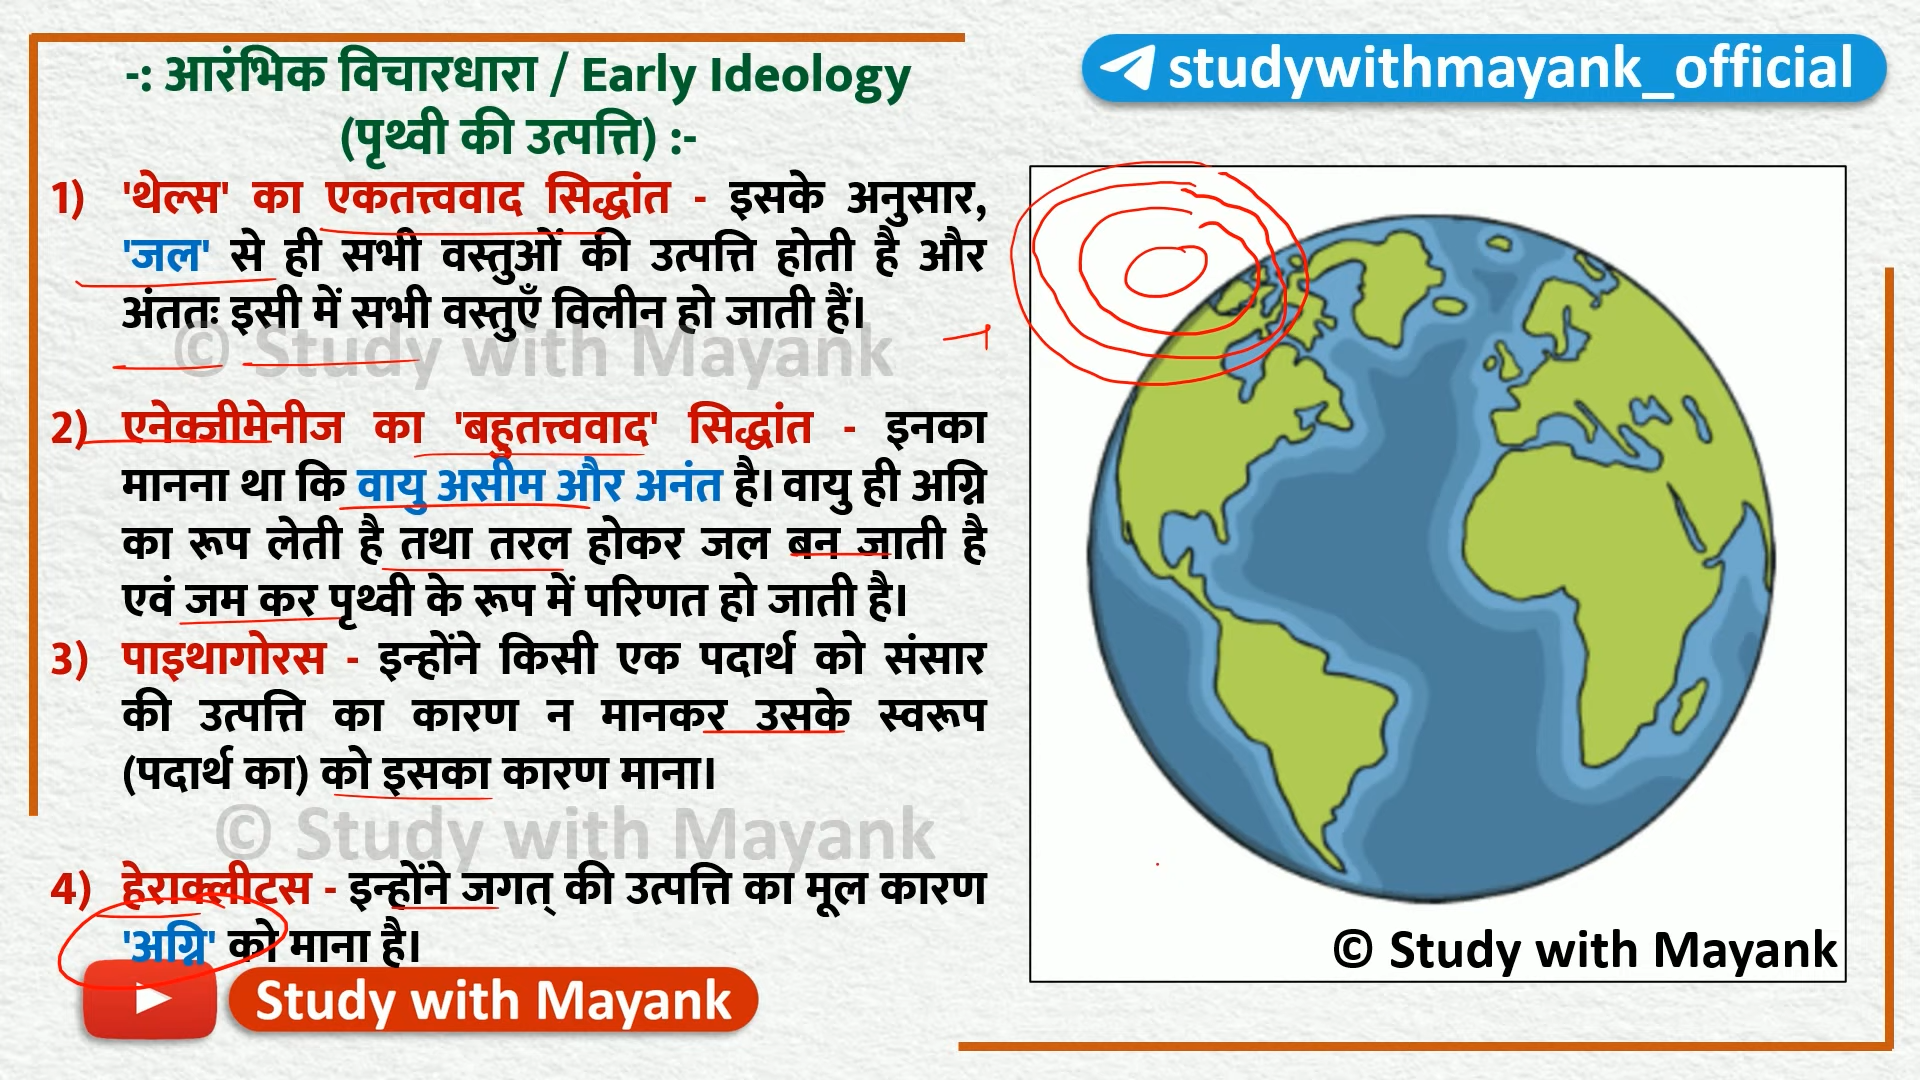 -: आरंभिक विचारधारा / Early Ideology
(पृथ्वी की उत्पत्ति) :-
studywithmayank_official
1) 'थेल्स' का एकतत्त्ववाद सिद्धांत - इसके अनुसार,
'जल' से ही सभी वस्तुओं की उत्पत्ति होती है और
अंततः इसी में सभी वस्तुएँ विलीन हो जाती हैं।
© Study with Mayank
2) एनेक्जीमेनीज का 'बहुतत्त्ववाद' सिद्धांत - इनका
मानना था कि वायु असीम और अनंत है। वायु ही अग्नि
का रूप लेती है तथा तरल होकर जल बन जाती है
एवं जम कर पृथ्वी के रूप में परिणत हो जाती है।
3) पाइथागोरस - इन्होंने किसी एक पदार्थ को संसार
की उत्पत्ति का कारण न मानकर उसके स्वरूप
(पदार्थ का) को इसका कारण माना।
© Study with Mayank
4) हेराक्लीटस - इन्होंने जगत् की उत्पत्ति का मूल कारण
'अग्नि' को माना है।
© Study with Mayank
Study with Mayank